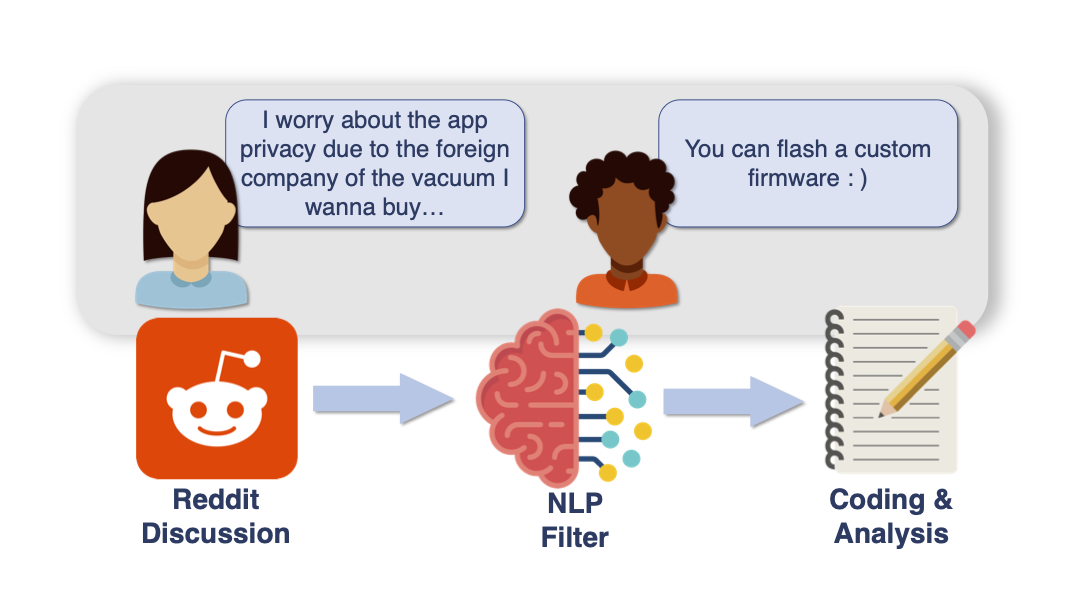 I worry about the app
privacy due to the foreign
company of the vacuum I
wanna buy…
You can flash a custom
firmware : )
Reddit
Discussion
NLP
Filter
Coding &
Analysis